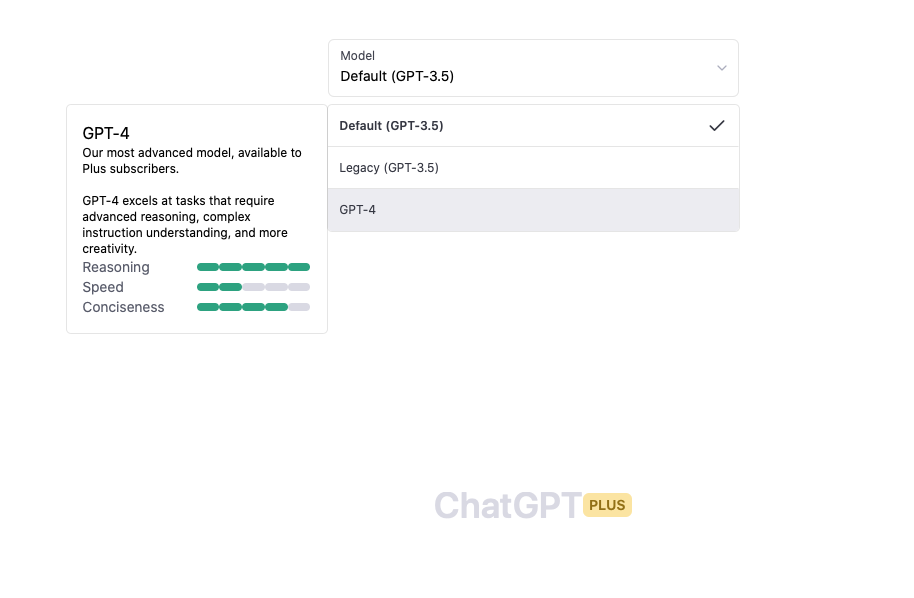 Model
Default (GPT-3.5)
Default (GPT-3.5)
Legacy (GPT-3.5)
GPT-4
GPT-4
Our most advanced model, available to
Plus subscribers.
GPT-4 excels at tasks that require
advanced reasoning, complex
instruction understanding, and more
creativity.
Reasoning
Speed
Conciseness
ChatGPT PLUS